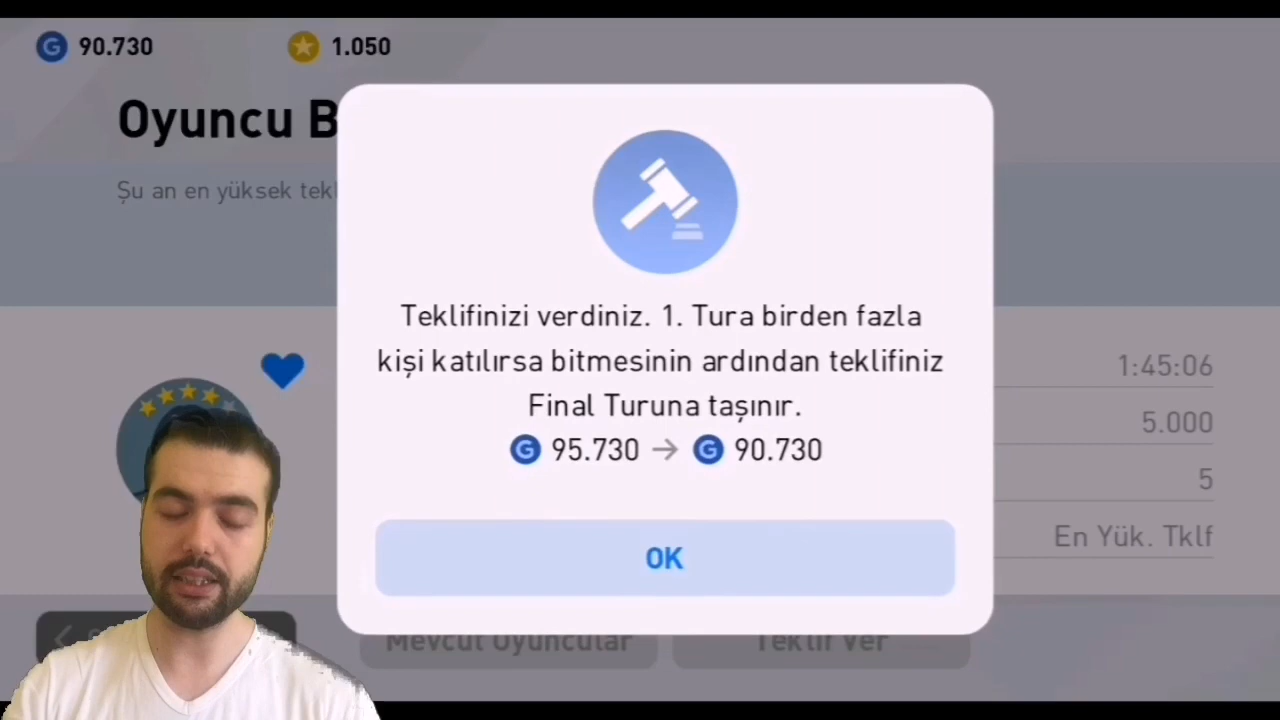 90.730
1.050
Oyuncu B
Şu an en yüksek tekl
Teklifinizi verdiniz. 1. Tura birden fazla
kişi katılırsa bitmesinin ardından teklifiniz
Final Turuna taşınır.
95.730 → 90.730
OK
1:45:06
5.000
5
En Yük. Tklf
Mevcut Oyuncular
Teklif Ver